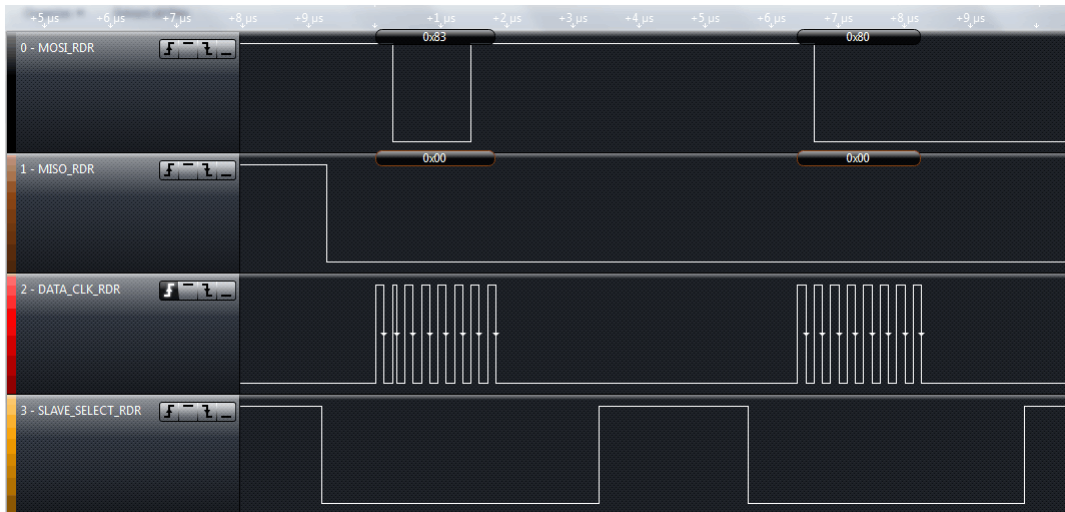 +5 µs +6 µs +7 µs +8 µs +9 µs +1 µs +2 µs +3 µs +4 µs +5 µs +6 µs +7 µs +8 µs +9 µs
0 - MOSI_RDR 0x83 0x80
1 - MISO_RDR 0x00 0x00
2 - DATA_CLK_RDR
3 - SLAVE_SELECT_RDR